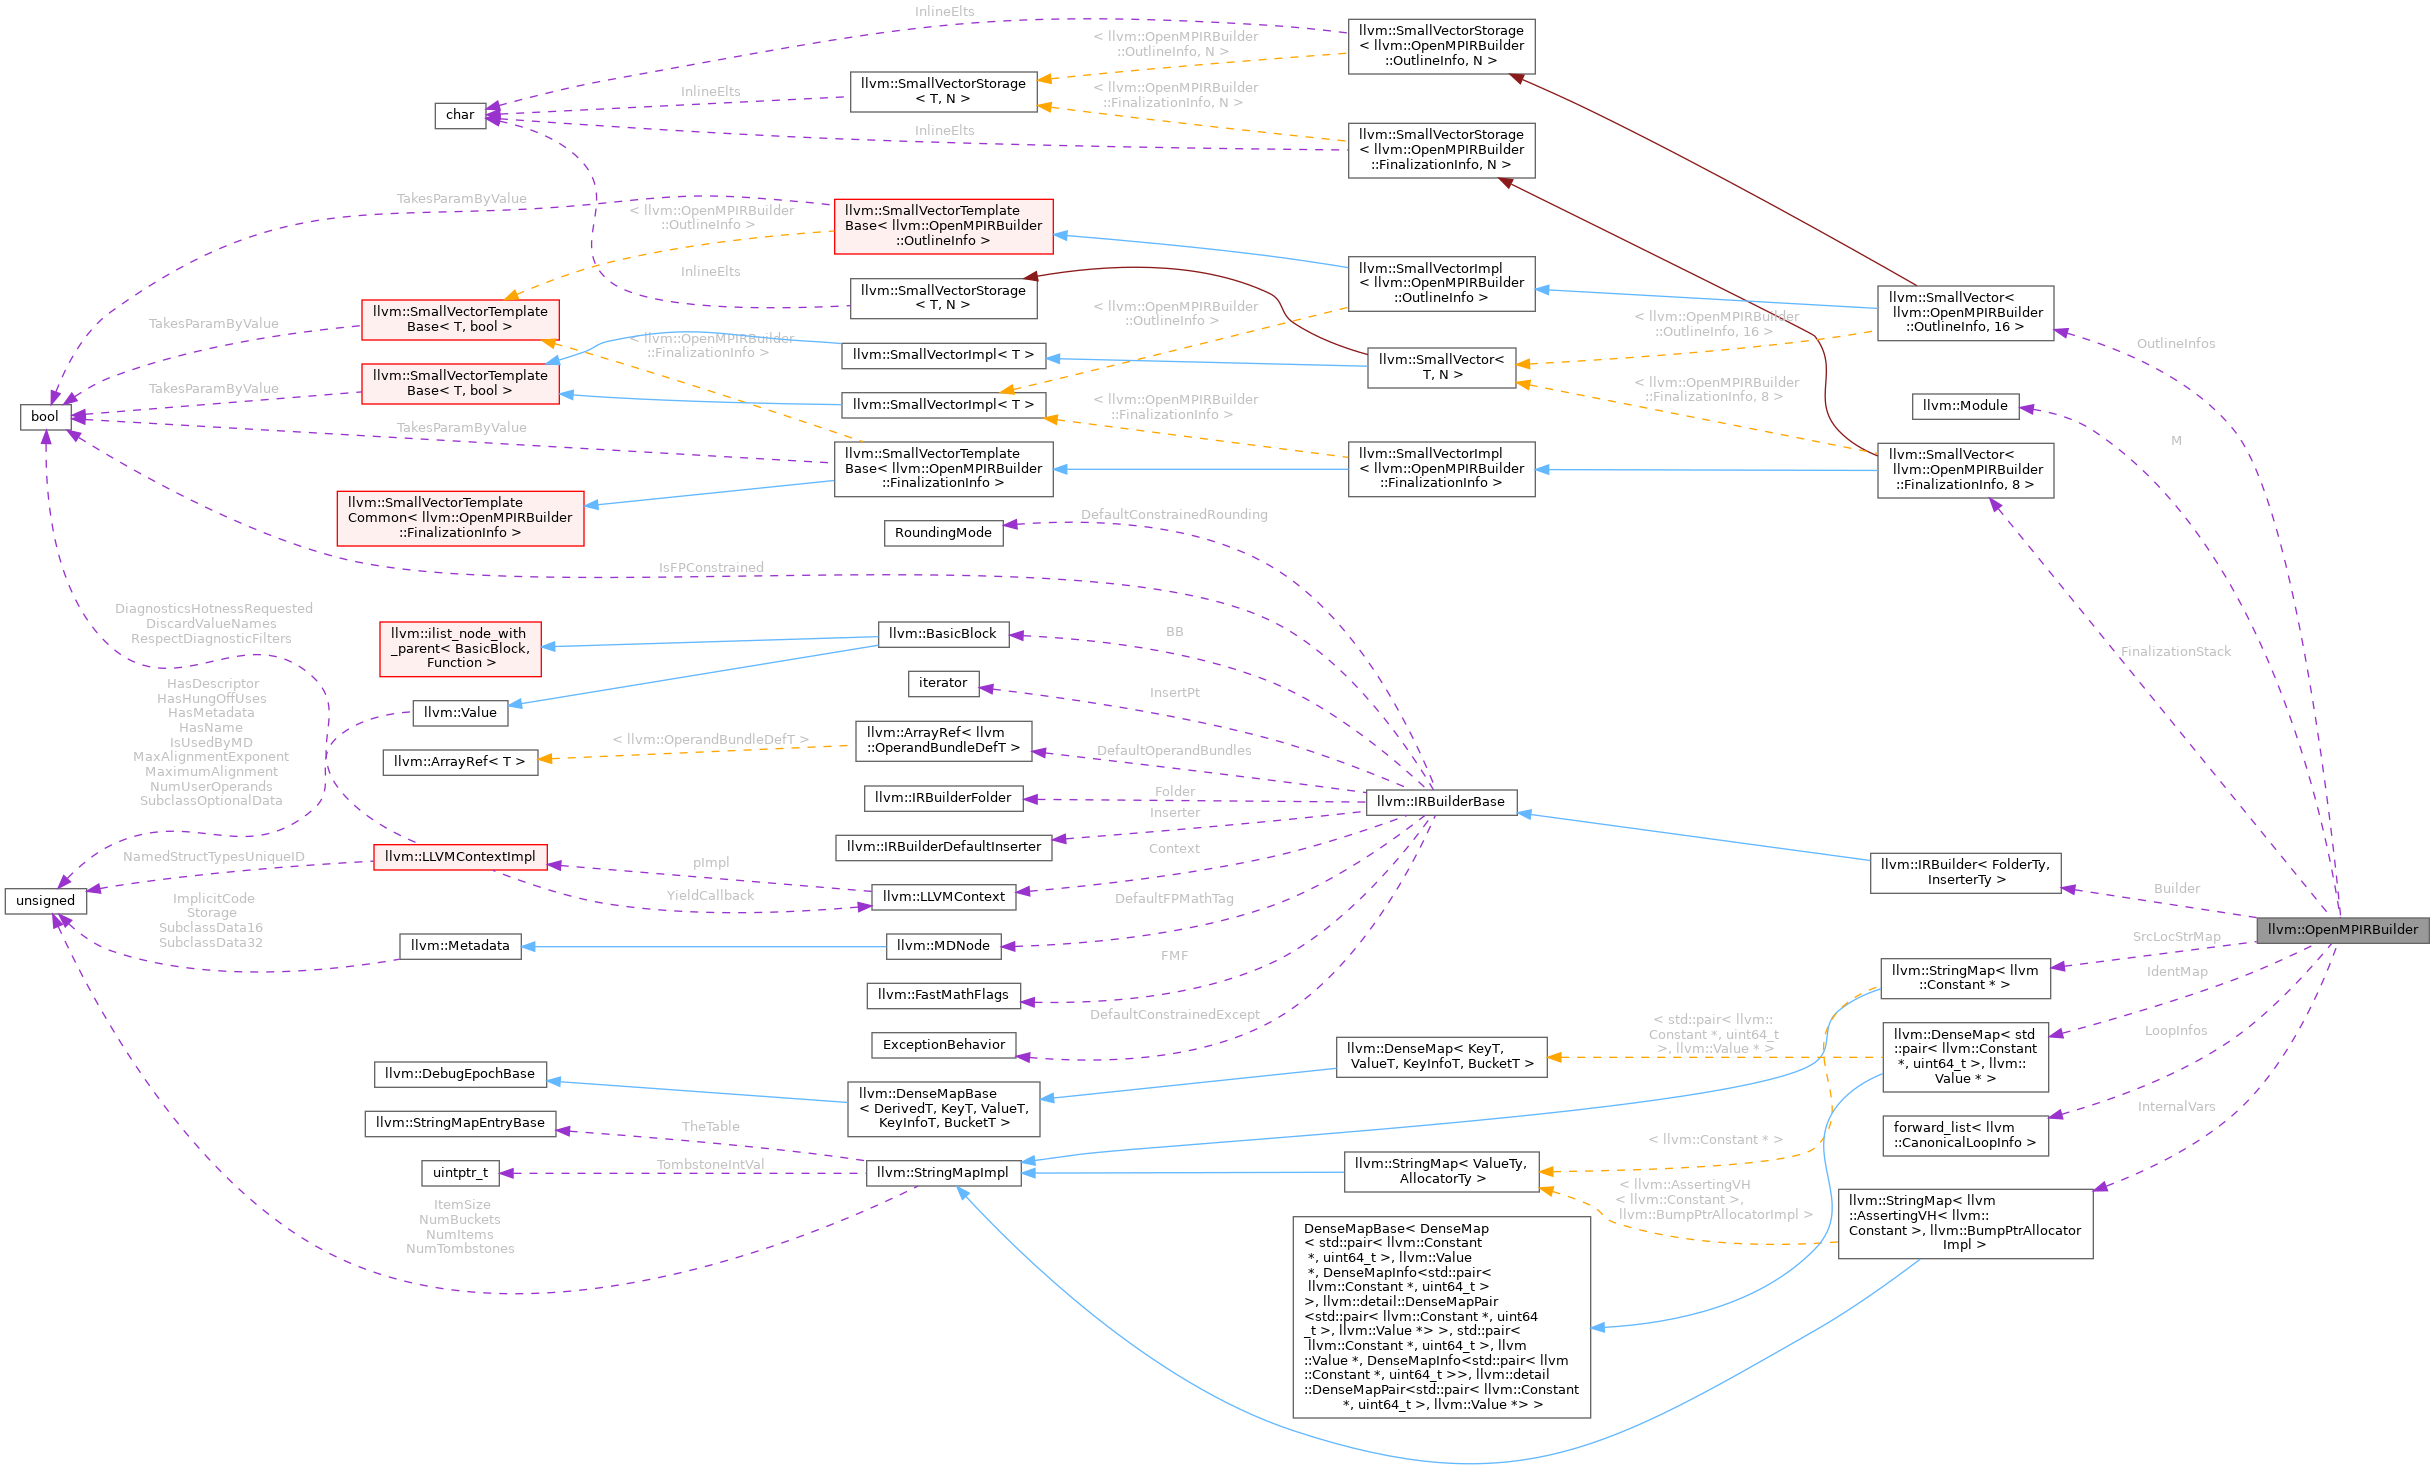 InlineElts
llvm::SmallVectorStorage
< llvm::OpenMPIRBuilder
::OutlineInfo, N >
< llvm::OpenMPIRBuilder
::OutlineInfo, N >
llvm::SmallVectorStorage
< T, N >
InlineElts
< llvm::OpenMPIRBuilder
::FinalizationInfo, N >
char
InlineElts
llvm::SmallVectorStorage
< llvm::OpenMPIRBuilder
::FinalizationInfo, N >
TakesParamByValue
llvm::SmallVectorTemplate
Base< llvm::OpenMPIRBuilder
::OutlineInfo >
< llvm::OpenMPIRBuilder
::OutlineInfo >
InlineElts
llvm::SmallVectorStorage
< T, N >
llvm::SmallVectorImpl
< llvm::OpenMPIRBuilder
::OutlineInfo >
llvm::SmallVector<
llvm::OpenMPIRBuilder
::OutlineInfo, 16 >
llvm::SmallVectorTemplate
Base< T, bool >
TakesParamByValue
< llvm::OpenMPIRBuilder
::OutlineInfo >
< llvm::OpenMPIRBuilder
::OutlineInfo, 16 >
OutlineInfos
< llvm::OpenMPIRBuilder
::FinalizationInfo >
llvm::SmallVectorImpl< T >
llvm::SmallVector<
T, N >
llvm::SmallVectorTemplate
Base< T, bool >
TakesParamByValue
< llvm::OpenMPIRBuilder
::FinalizationInfo, 8 >
llvm::SmallVectorImpl< T >
< llvm::OpenMPIRBuilder
::FinalizationInfo >
llvm::Module
bool
TakesParamByValue
M
llvm::SmallVectorTemplate
Base< llvm::OpenMPIRBuilder
::FinalizationInfo >
llvm::SmallVectorImpl
< llvm::OpenMPIRBuilder
::FinalizationInfo >
llvm::SmallVector<
llvm::OpenMPIRBuilder
::FinalizationInfo, 8 >
llvm::SmallVectorTemplate
Common< llvm::OpenMPIRBuilder
::FinalizationInfo >
DefaultConstrainedRounding
RoundingMode
IsFPConstrained
DiagnosticsHotnessRequested
DiscardValueNames
RespectDiagnosticFilters
llvm::ilist_node_with
_parent< BasicBlock,
Function >
llvm::BasicBlock
BB
FinalizationStack
iterator
InsertPt
HasDescriptor
HasHungOffUses
HasMetadata
HasName
IsUsedByMD
MaxAlignmentExponent
MaximumAlignment
NumUserOperands
SubclassOptionalData
llvm::Value
llvm::ArrayRef< llvm
::OperandBundleDefT >
< llvm::OperandBundleDefT >
DefaultOperandBundles
llvm::ArrayRef< T >
llvm::IRBuilderFolder
Folder
llvm::IRBuilderBase
Inserter
llvm::IRBuilderDefaultInserter
Context
NamedStructTypesUniqueID
llvm::LLVMContextImpl
pImpl
llvm::IRBuilder< FolderTy,
InserterTy >
Builder
YieldCallback
llvm::LLVMContext
DefaultFPMathTag
unsigned
ImplicitCode
Storage
SubclassData16
SubclassData32
llvm::OpenMPIRBuilder
llvm::Metadata
llvm::MDNode
SrcLocStrMap
FMF
llvm::StringMap< llvm
::Constant * >
IdentMap
llvm::FastMathFlags
DefaultConstrainedExcept
ExceptionBehavior
< std::pair< llvm::
Constant *, uint64_t
>, llvm::Value * >
llvm::DenseMap< std
::pair< llvm::Constant
*, uint64_t >, llvm::
Value * >
LoopInfos
llvm::DenseMap< KeyT,
ValueT, KeyInfoT, BucketT >
llvm::DebugEpochBase
llvm::DenseMapBase
< DerivedT, KeyT, ValueT,
KeyInfoT, BucketT >
llvm::StringMapEntryBase
TheTable
forward_list< llvm
::CanonicalLoopInfo >
InternalVars
< llvm::Constant * >
uintptr_t
TombstoneIntVal
llvm::StringMapImpl
llvm::StringMap< ValueTy,
AllocatorTy >
< llvm::AssertingVH
< llvm::Constant >,
llvm::BumpPtrAllocatorImpl >
llvm::StringMap< llvm
::AssertingVH< llvm::
Constant >, llvm::BumpPtrAllocator
Impl >
ItemSize
NumBuckets
NumItems
NumTombstones
DenseMapBase< DenseMap
< std::pair< llvm::Constant
*, uint64_t >, llvm::Value
*, DenseMapInfo<std::pair<
llvm::Constant *, uint64_t >
>, llvm::detail::DenseMapPair
<std::pair< llvm::Constant *, uint64
_t >, llvm::Value *> >, std::pair<
llvm::Constant *, uint64_t >, llvm
::Value *, DenseMapInfo<std::pair< llvm
::Constant *, uint64_t >>, llvm::detail
::DenseMapPair<std::pair< llvm::Constant
*, uint64_t >, llvm::Value *> >